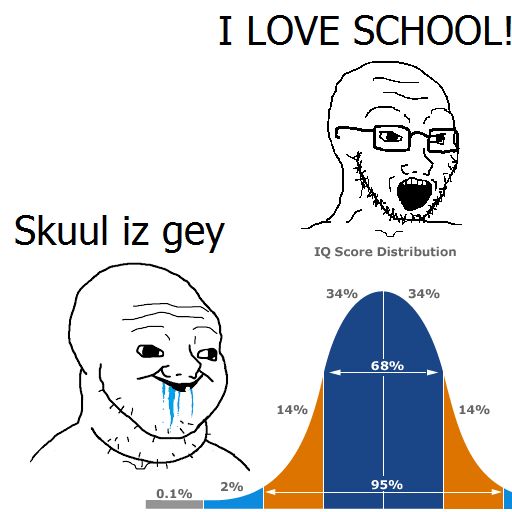 I LOVE SCHOOL!
Skuul iz gey
IQ Score Distribution
34% 34%
68%
14% 14%
95%
2%
0.1%